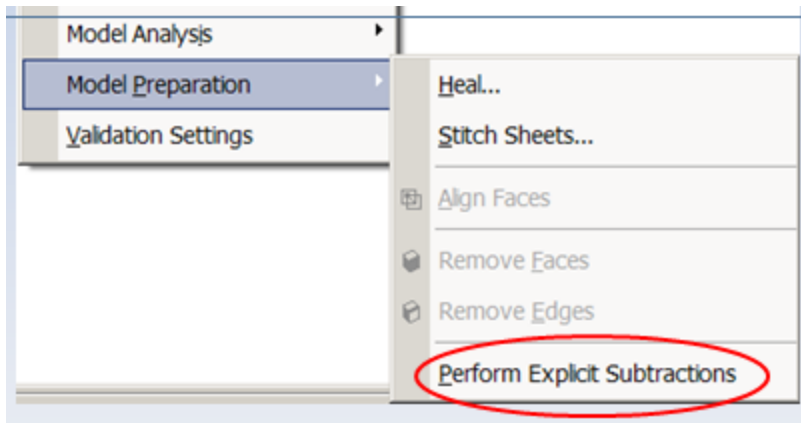 Model Analysis
Model Preparation
Validation Settings
Heal...
Stitch Sheets...
Align Faces
Remove Faces
Remove Edges
Perform Explicit Subtractions